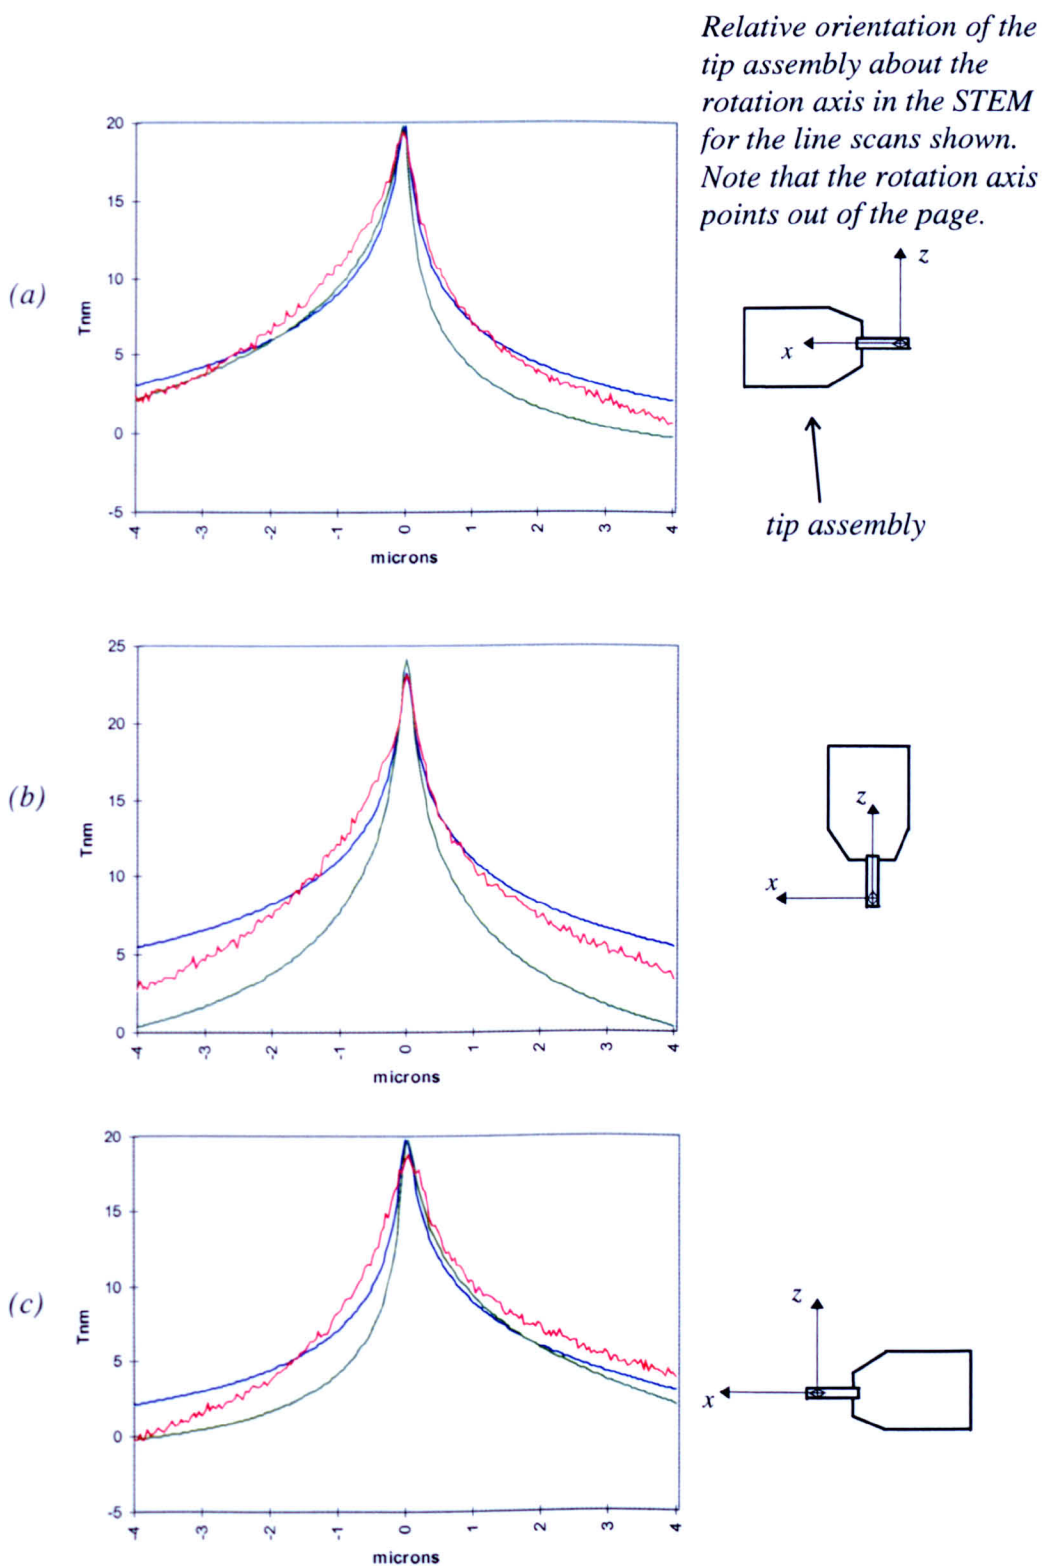 Relative orientation of the
tip assembly about the
rotation axis in the STEM
for the line scans shown.
Note that the rotation axis
points out of the page.
(a)
20
15
10
5
0
-5
Tnm
-4
-3
-2
-1
0
1
2
3
4
microns
z
x
tip assembly
(b)
25
20
15
10
5
0
Tnm
-4
-3
-2
-1
0
1
2
3
4
microns
z
x
(c)
20
15
10
5
0
-5
Tnm
-4
-3
-2
-1
0
1
2
3
4
microns
z
x